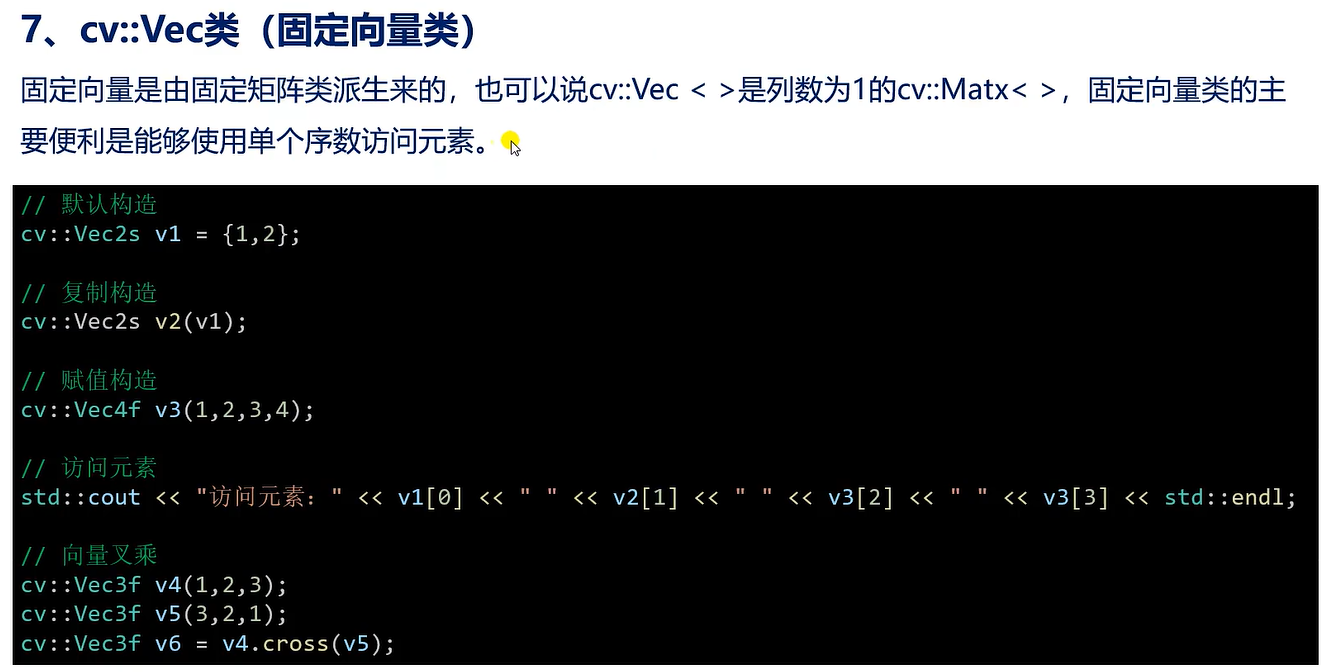 7、cv::Vec类（固定向量类）
固定向量是由固定矩阵类派生来的，也可以说cv::Vec < >是列数为1的cv::Matx< >，固定向量类的主
要便利是能够使用单个序数访问元素。
// 默认构造
cv::Vec2s v1 = {1,2};
// 复制构造
cv::Vec2s v2(v1);
// 赋值构造
cv::Vec4f v3(1,2,3,4);
// 访问元素
std::cout << "访问元素：" << v1[0] << " " << v2[1] << " " << v3[2] << " " << v3[3] << std::endl;
// 向量叉乘
cv::Vec3f v4(1,2,3);
cv::Vec3f v5(3,2,1);
cv::Vec3f v6 = v4.cross(v5);